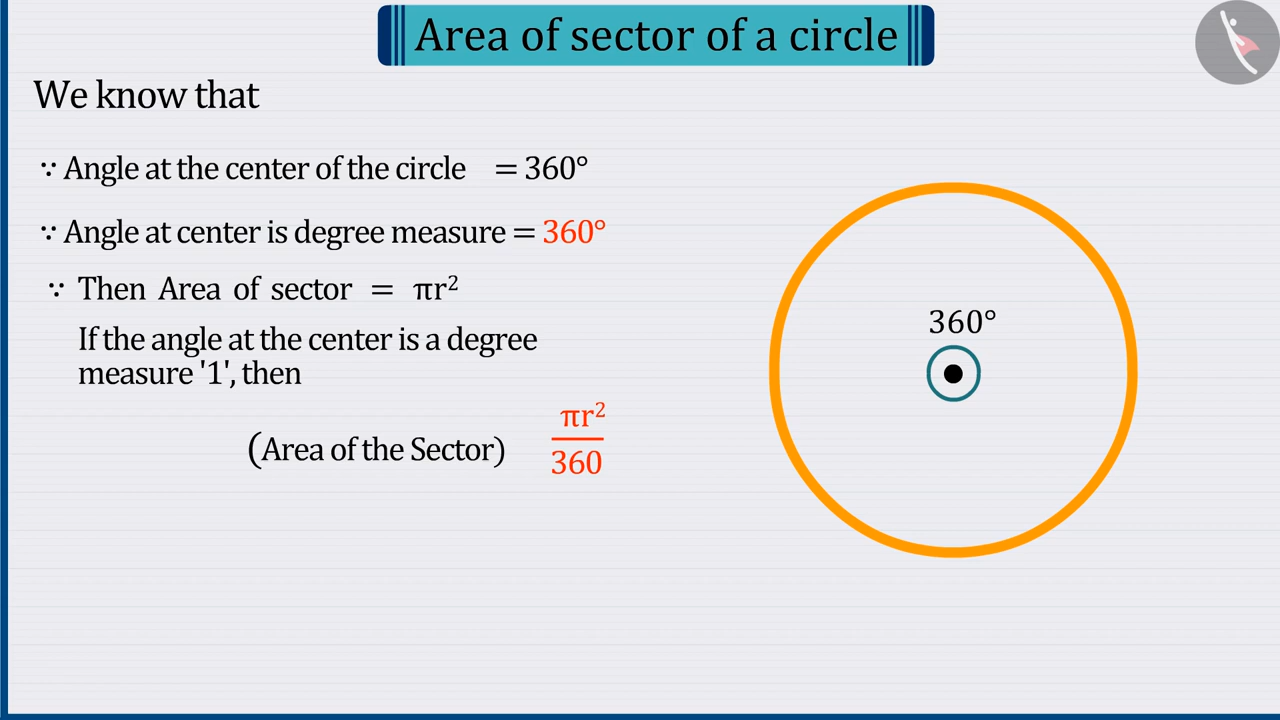 Area of sector of a circle
We know that
∵ Angle at the center of the circle = 360°
∵ Angle at center is degree measure = 360°
∵ Then Area of sector = πr²
If the angle at the center is a degree
measure '1', then
(Area of the Sector) πr²/360
360°